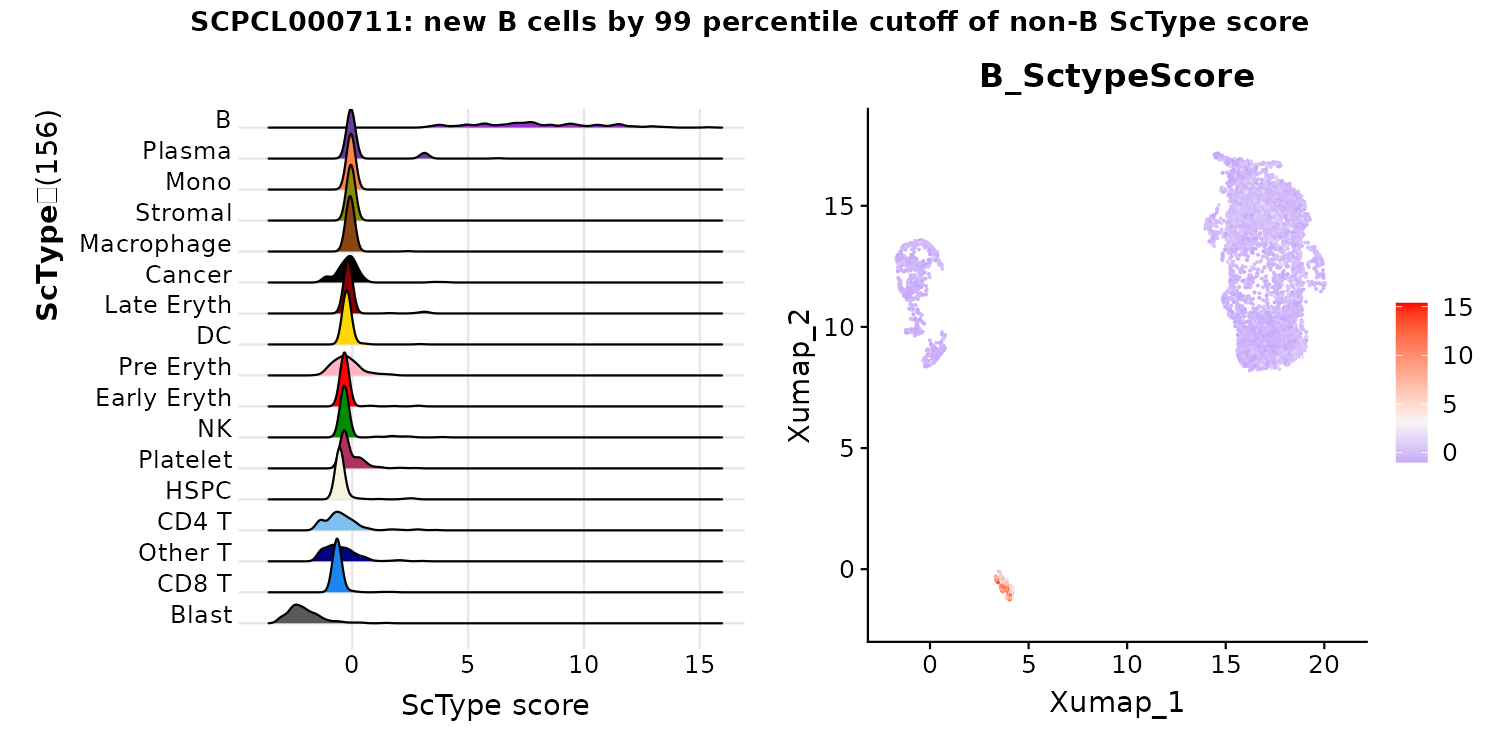 SCPCL000711: new B cells by 99 percentile cutoff of non-B ScType score
ScType□(156)
B
Plasma
Mono
Stromal
Macrophage
Cancer
Late Eryth
DC
Pre Eryth
Early Eryth
NK
Platelet
HSPC
CD4 T
Other T
CD8 T
Blast
0 5 10 15
ScType score
B_SctypeScore
Xumap_2
15
10
5
0
0 5 10 15 20
Xumap_1
15
10
5
0